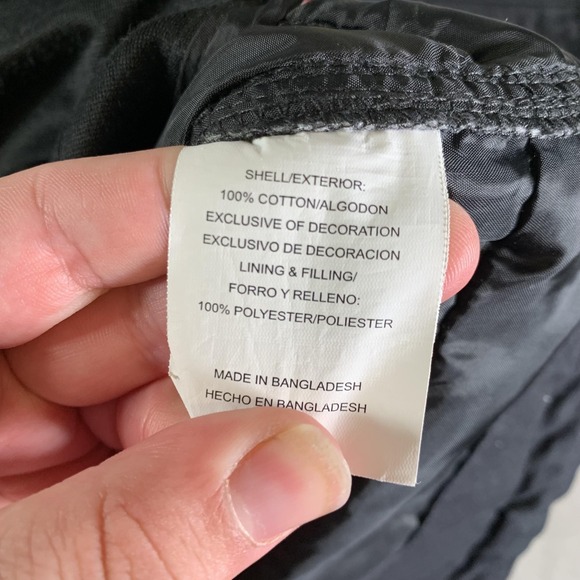 SHELL/EXTERIOR:
100% COTTON/ALGODON
EXCLUSIVE OF DECORATION
EXCLUSIVO DE DECORACION
LINING & FILLING/
FORRO Y RELLENO:
100% POLYESTER/POLIESTER
MADE IN BANGLADESH
HECHO EN BANGLADESH